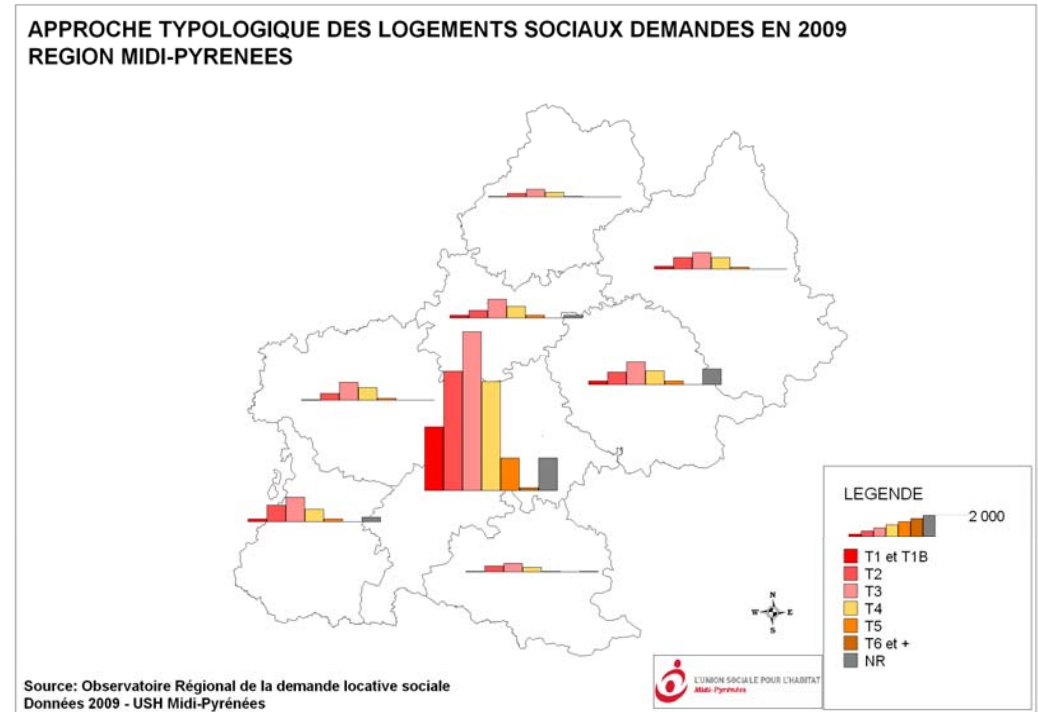 APPROCHE TYPOLOGIQUE DES LOGEMENTS SOCIAUX DEMANDES EN 2009
REGION MIDI-PYRENEES
LEGENDE
2 000
T1 et T1B
T2
T3
T4
T5
T6 et +
NR
N
W E
S
L'UNION SOCIALE POUR L'HABITAT
Midi-Pyrénées
Source: Observatoire Régional de la demande locative sociale
Données 2009 - USH Midi-Pyrénées